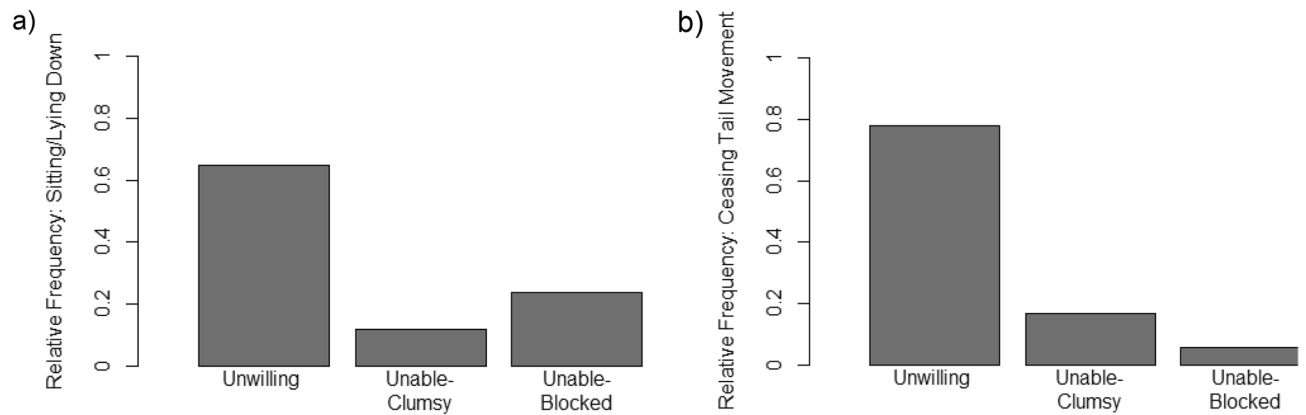 a)
Relative Frequency: Sitting/Lying Down
1
0.8
0.6
0.4
0.2
0
Unwilling
Unable-
Clumsy
Unable-
Blocked
b)
Relative Frequency: Ceasing Tail Movement
1
0.8
0.6
0.4
0.2
0
Unwilling
Unable-
Clumsy
Unable-
Blocked